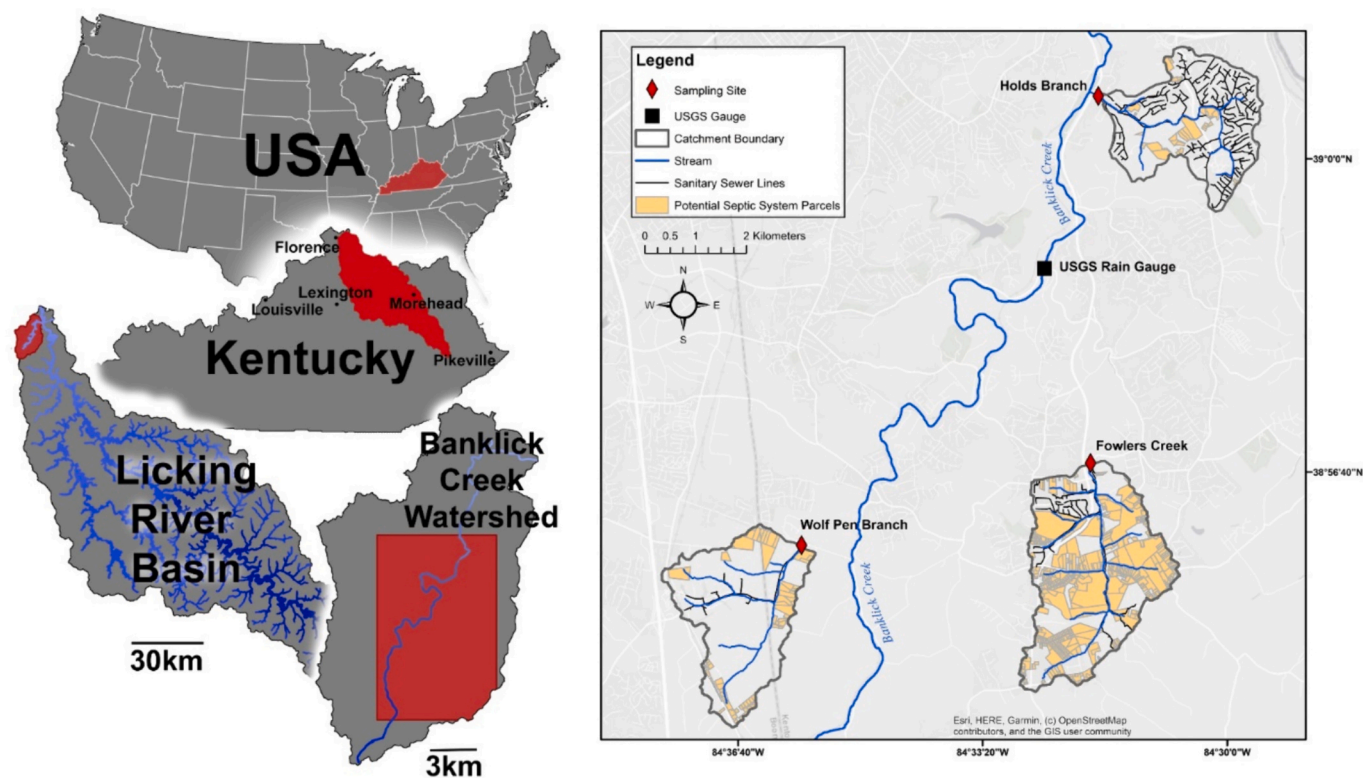 USA
Florence
Lexington
Louisville
Morehead
Kentucky
Pikeville
Licking
River
Basin
30km
Banklick
Creek
Watershed
3km
Legend
Sampling Site
USGS Gauge
Catchment Boundary
Stream
Sanitary Sewer Lines
Potential Septic System Parcels
0 0.5 1 2 Kilometers
N
W E
S
Holds Branch
Banklick Creek
USGS Rain Gauge
Fowlers Creek
Wolf Pen Branch
Banklick Creek
39°0'0"N
38°56'40"N
Esri, HERE, Garmin, (c) OpenStreetMap
contributors, and the GIS user community
84°36'40"W
84°33'20"W
84°30'0"W